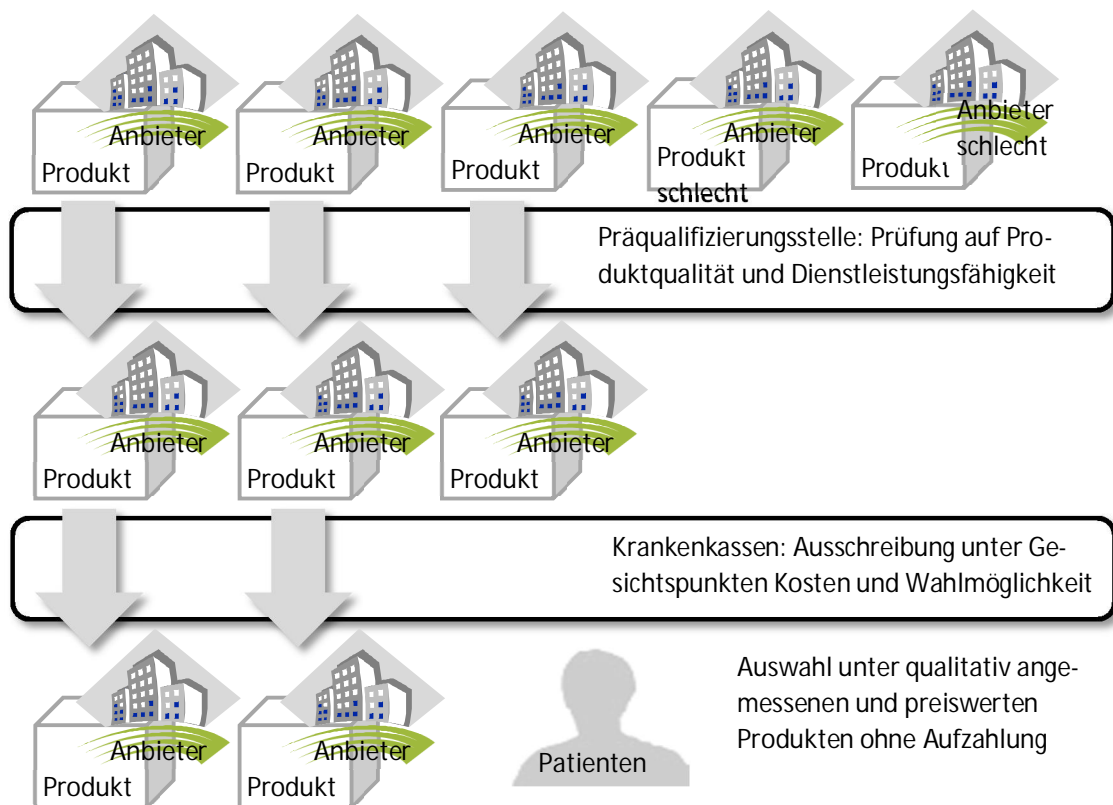 Anbieter
Produkt
Anbieter
Produkt
Anbieter
Produkt
Anbieter
Produkt
schlecht
Anbieter
schlecht
Produkt
Präqualifizierungsstelle: Prüfung auf Pro-
duktqualität und Dienstleistungsfähigkeit
Anbieter
Produkt
Anbieter
Produkt
Anbieter
Produkt
Krankenkassen: Ausschreibung unter Ge-
sichtspunkten Kosten und Wahlmöglichkeit
Anbieter
Produkt
Anbieter
Produkt
Patienten
Auswahl unter qualitativ ange-
messenen und preiswerten
Produkten ohne Aufzahlung